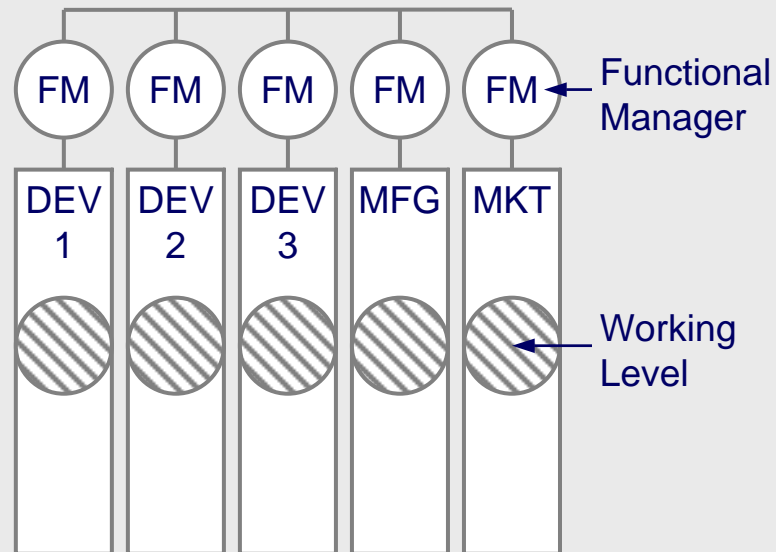 FM FM FM FM FM
Functional
Manager
DEV DEV DEV MFG MKT
1 2 3
Working
Level